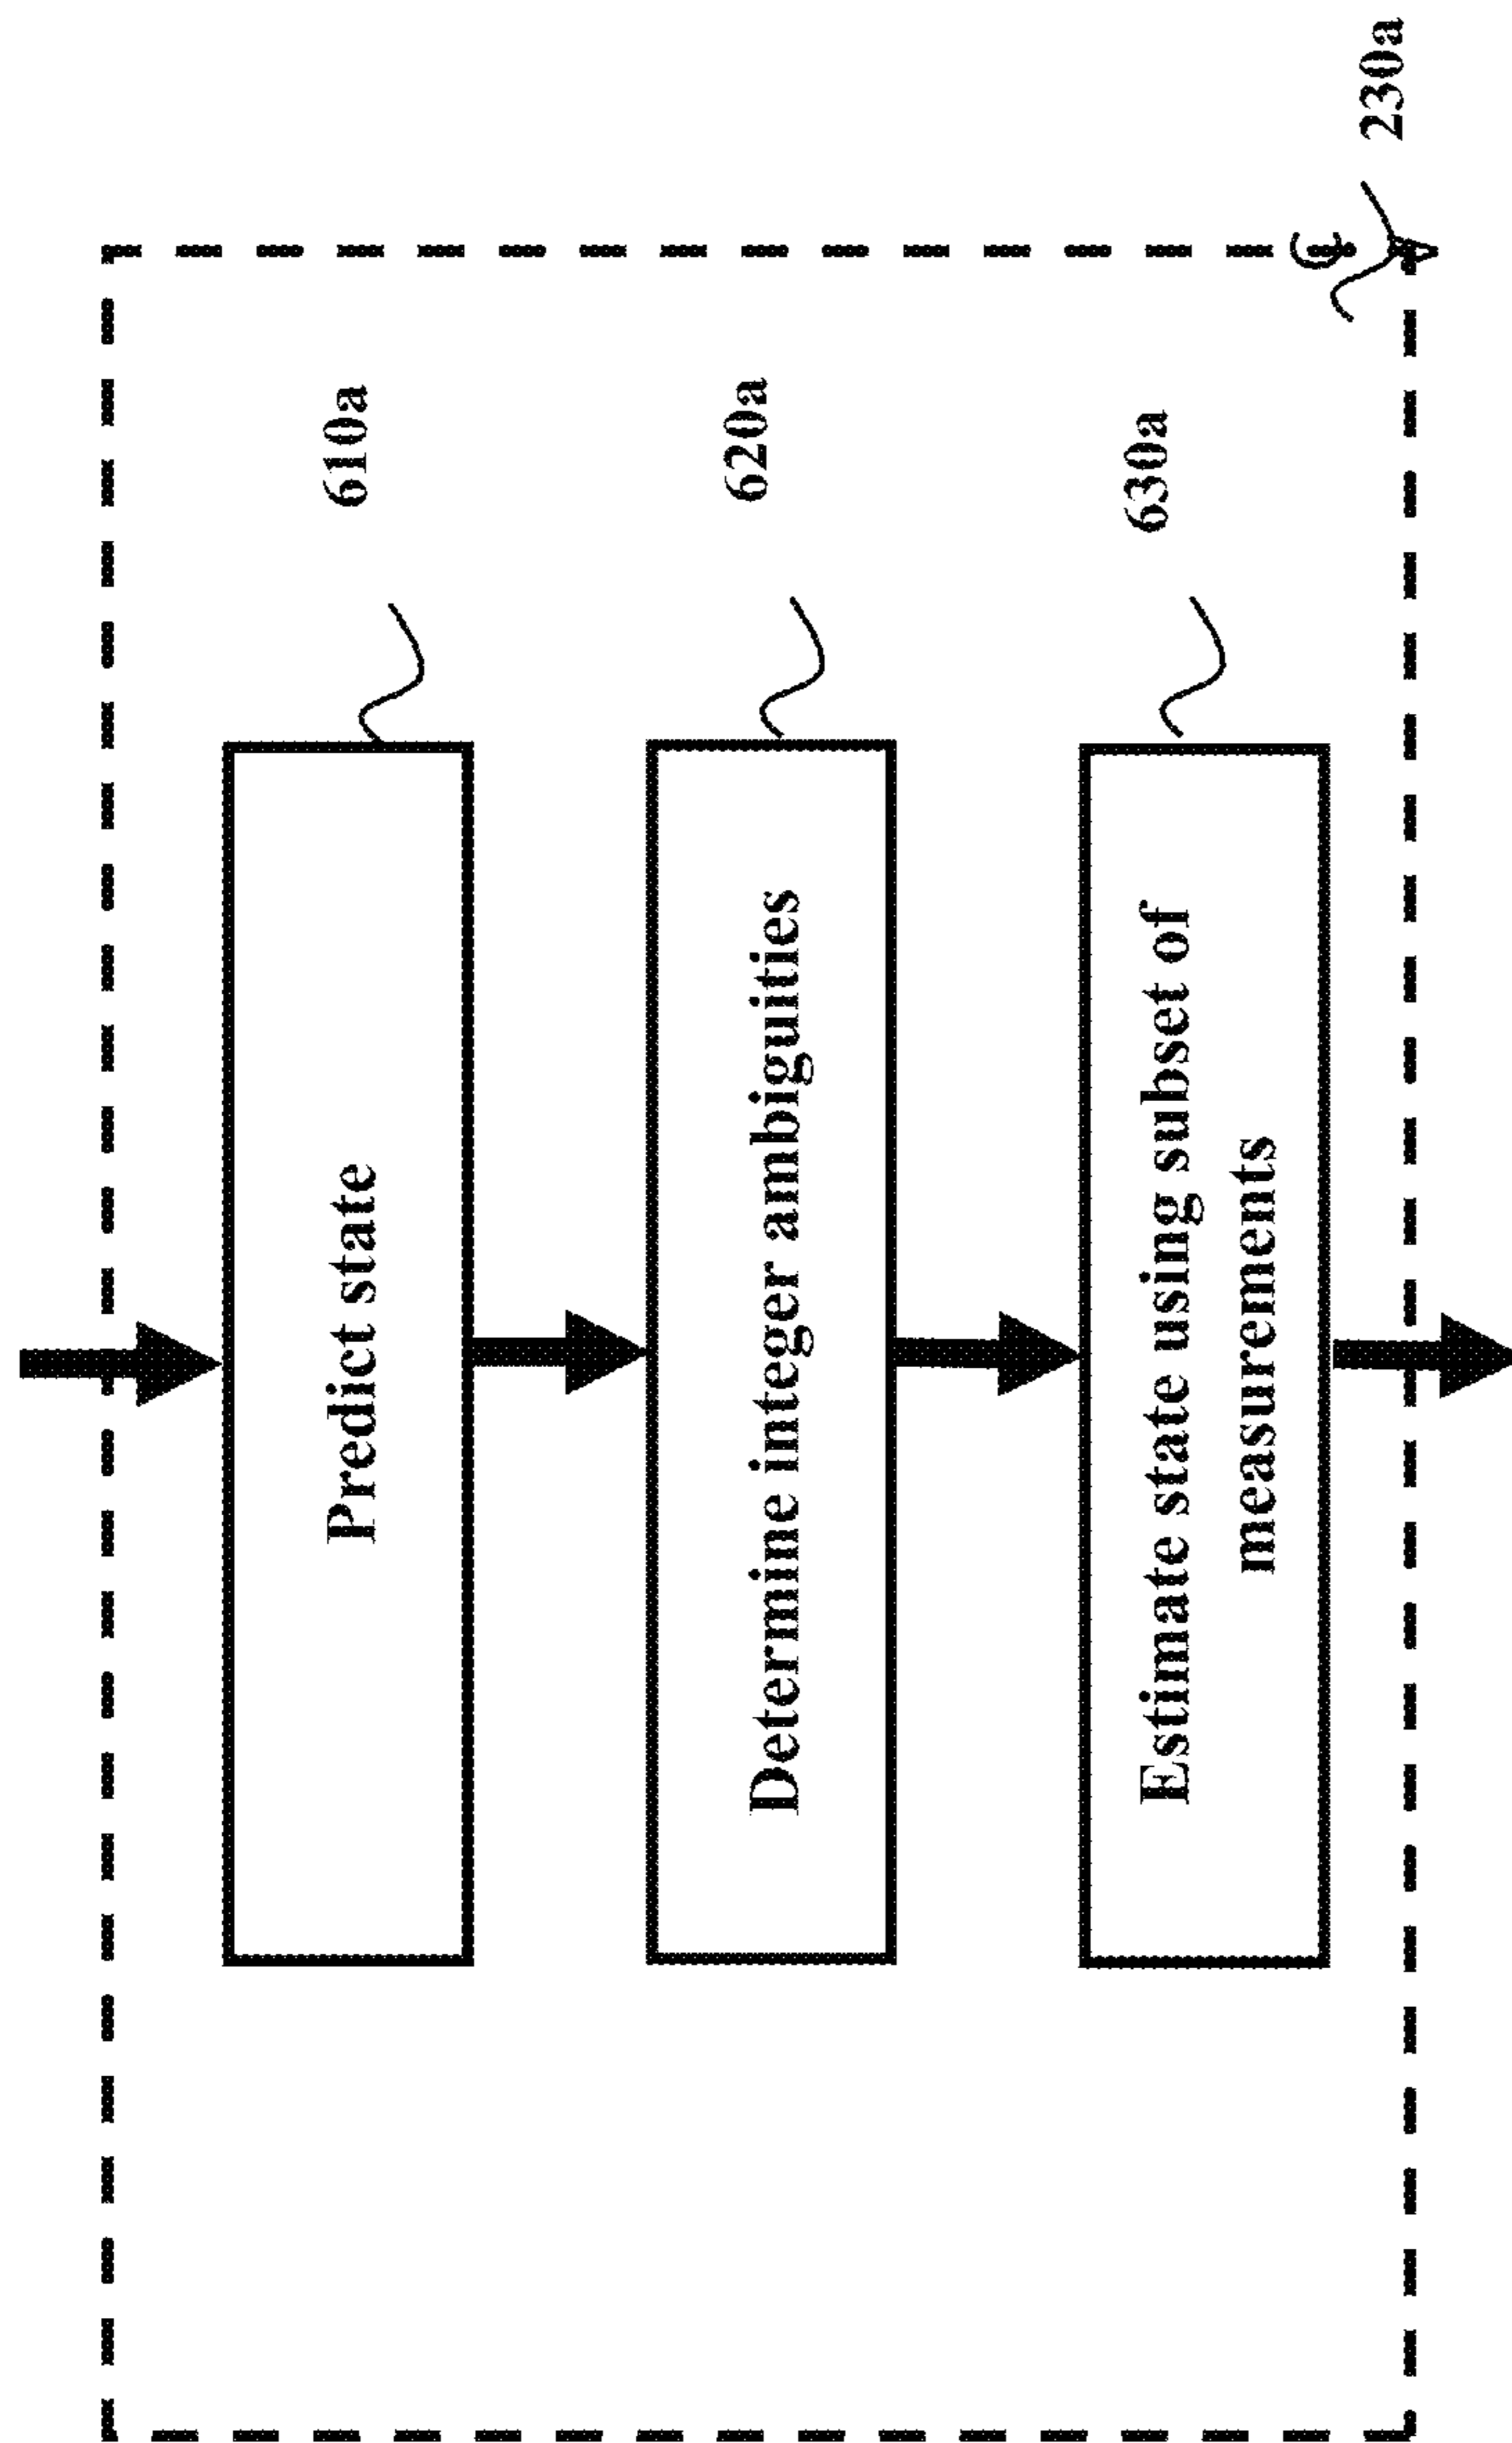 Predict state
610a
Determine integer ambiguities
620a
Estimate state using subset of
measurements
630a
230a